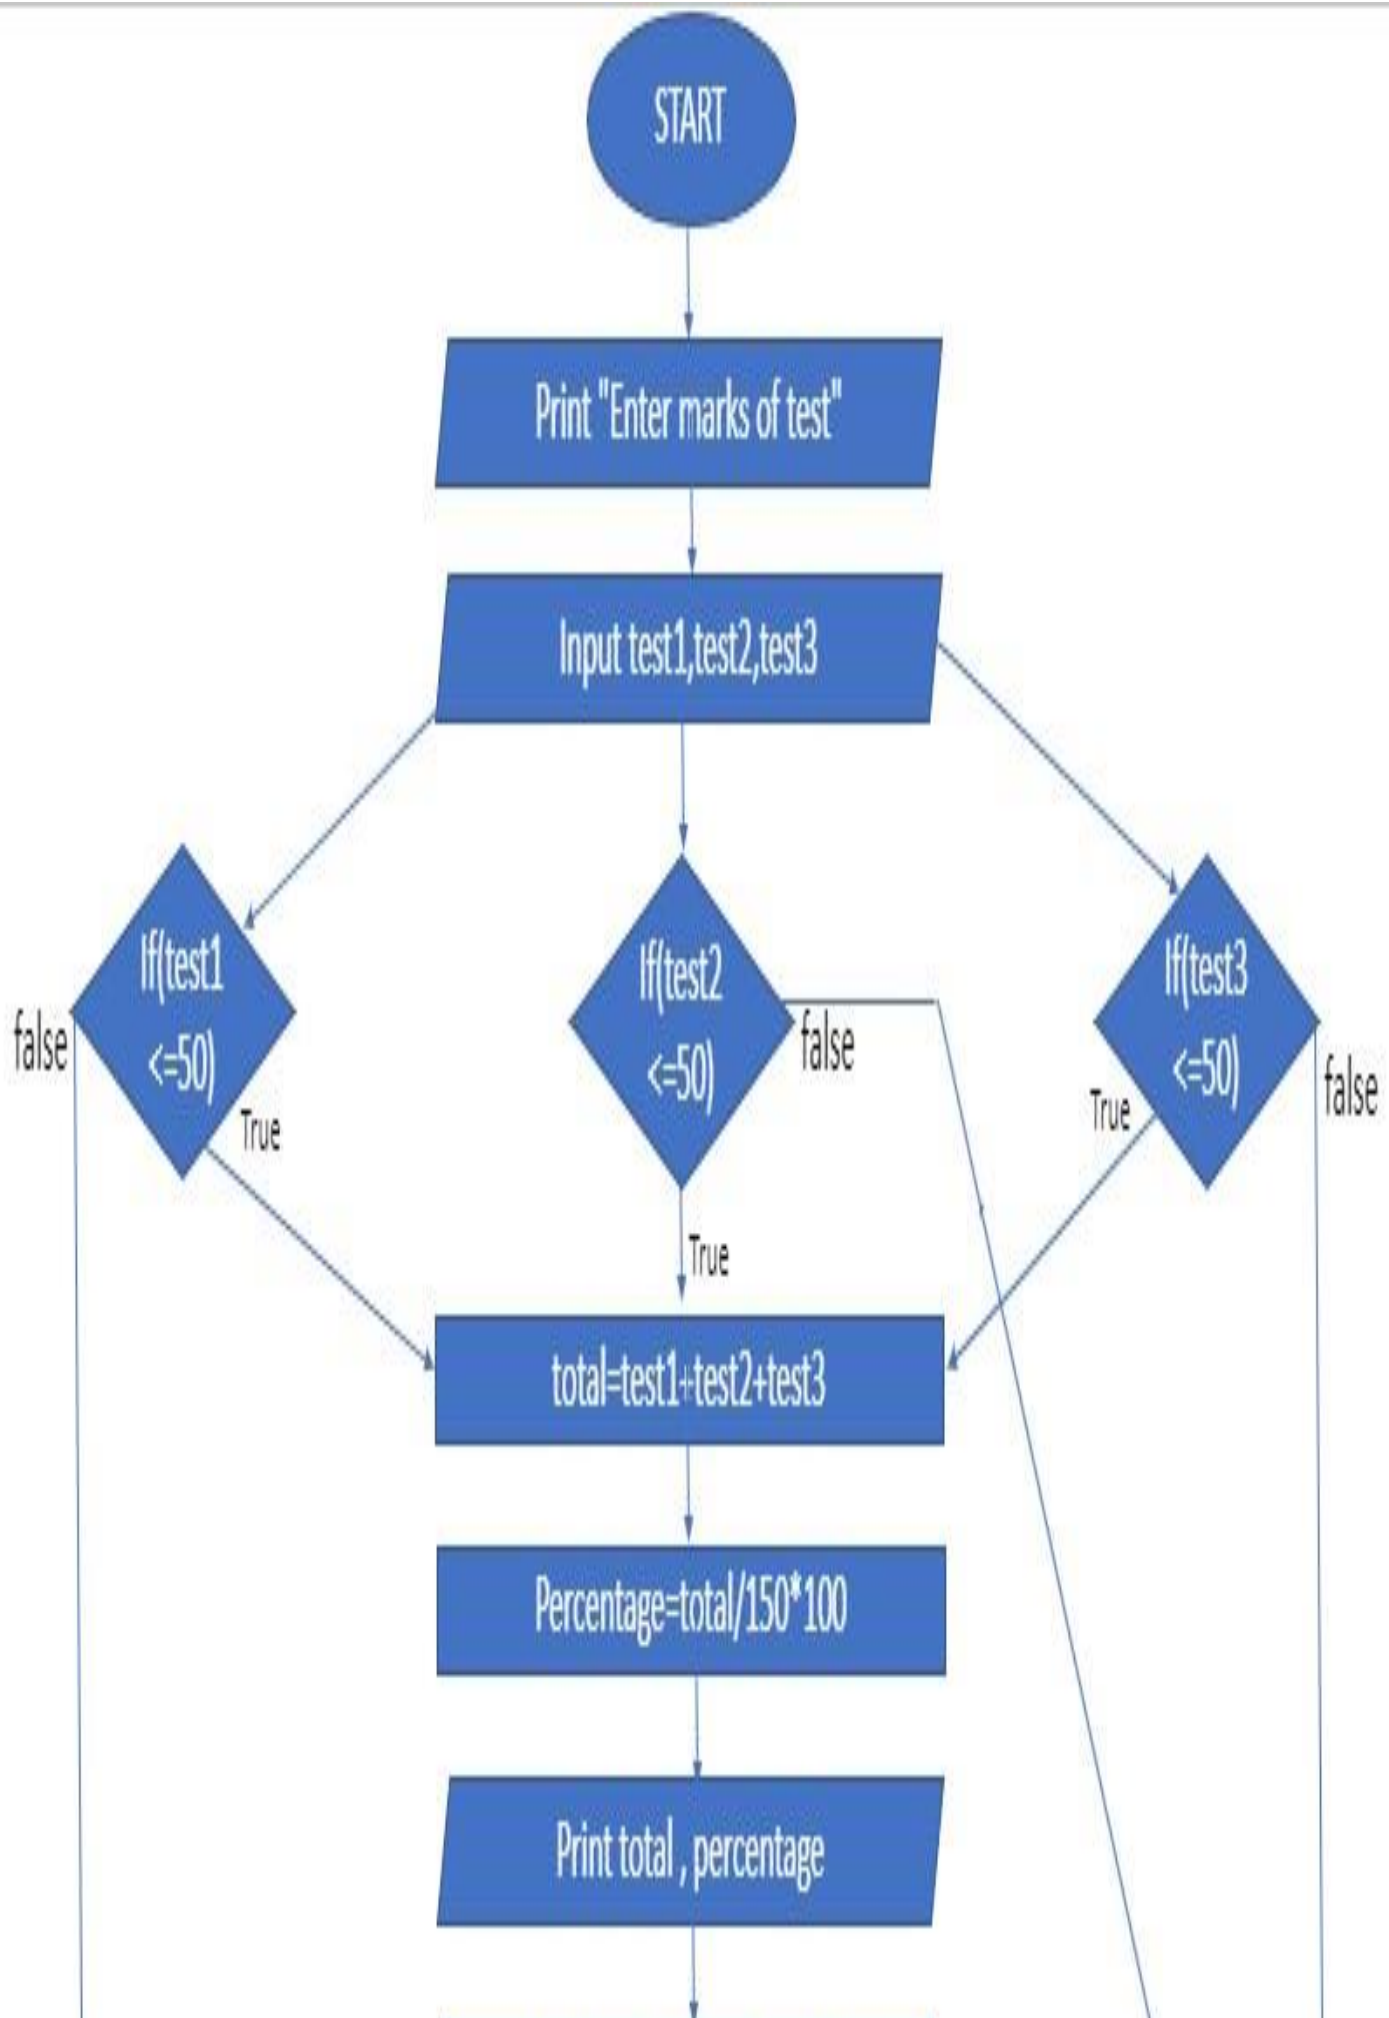 START
Print "Enter marks of test"
Input test1,test2,test3
If(test1
<=50)
false
True
If(test2
<=50)
false
True
If(test3
<=50)
True
false
total=test1+test2+test3
Percentage=total/150*100
Print total , percentage